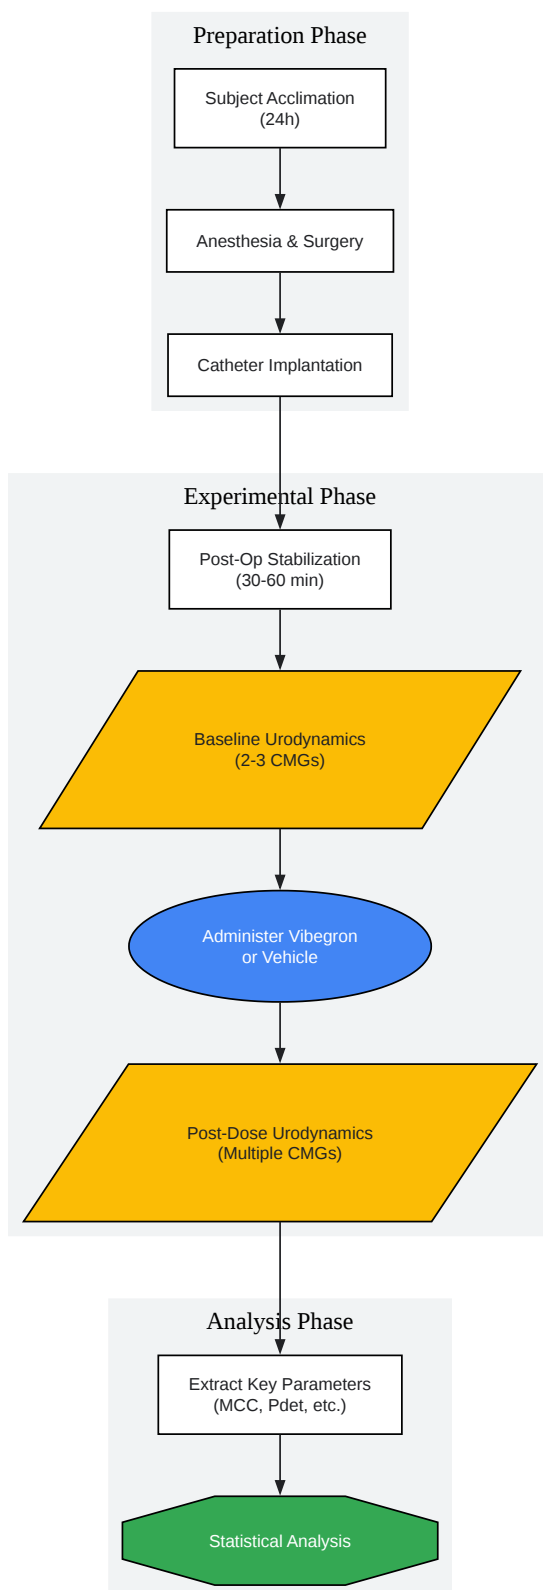 Preparation Phase
Subject Acclimation
(24h)
Anesthesia & Surgery
Catheter Implantation
Experimental Phase
Post-Op Stabilization
(30-60 min)
Baseline Urodynamics
(2-3 CMGs)
Administer Vibegron
or Vehicle
Post-Dose Urodynamics
(Multiple CMGs)
Analysis Phase
Extract Key Parameters
(MCC, Pdet, etc.)
Statistical Analysis